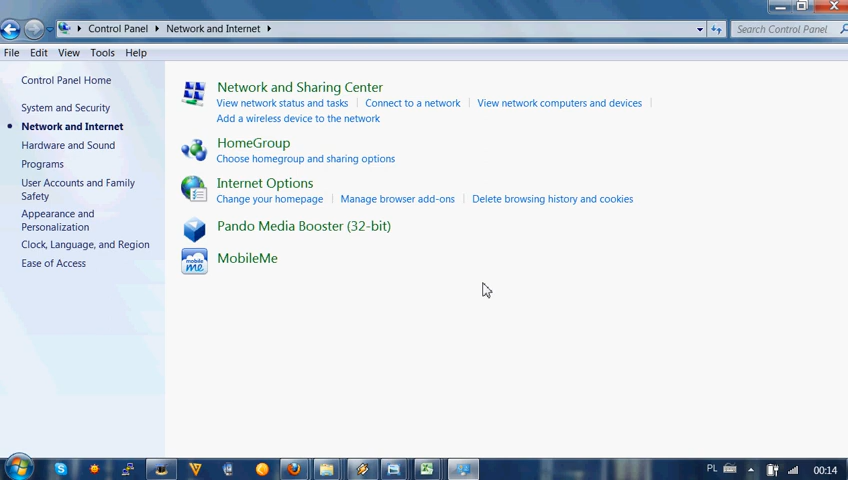 Control Panel Network and Internet
Search Control Panel
File Edit View Tools Help
Control Panel Home
System and Security
Network and Internet
Hardware and Sound
Programs
User Accounts and Family
Safety
Appearance and
Personalization
Clock, Language, and Region
Ease of Access
Network and Sharing Center
View network status and tasks Connect to a network View network computers and devices
Add a wireless device to the network
HomeGroup
Choose homegroup and sharing options
Internet Options
Change your homepage Manage browser add-ons Delete browsing history and cookies
Pando Media Booster (32-bit)
mobile
me
MobileMe
PL 00:14